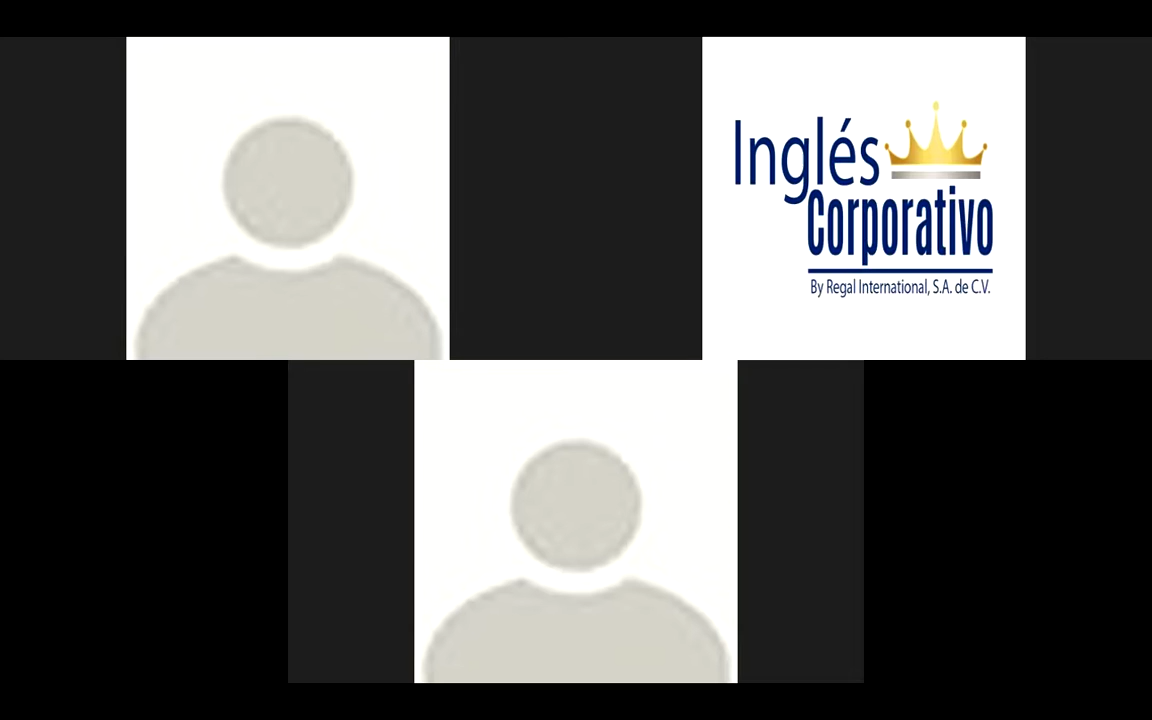 Inglés
Corporativo
By Regal International, S.A. de C.V.